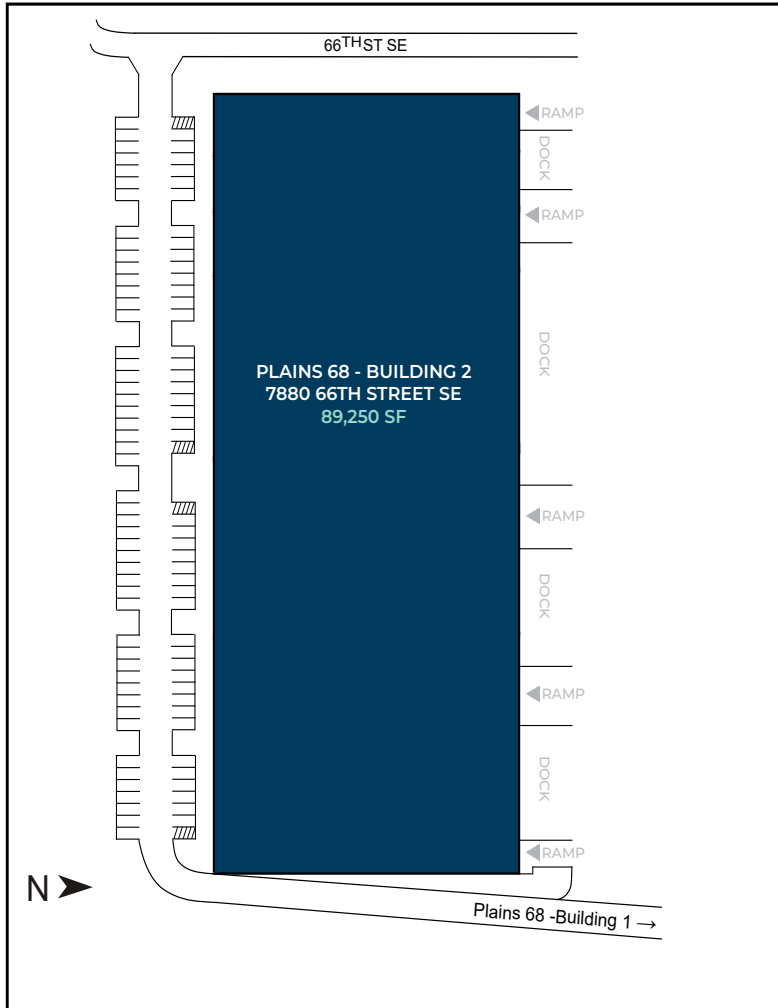 66TH ST SE
RAMP
DOCK
RAMP
DOCK
PLAINS 68 - BUILDING 2
7880 66TH STREET SE
89,250 SF
RAMP
DOCK
RAMP
DOCK
RAMP
N
Plains 68 -Building 1 →